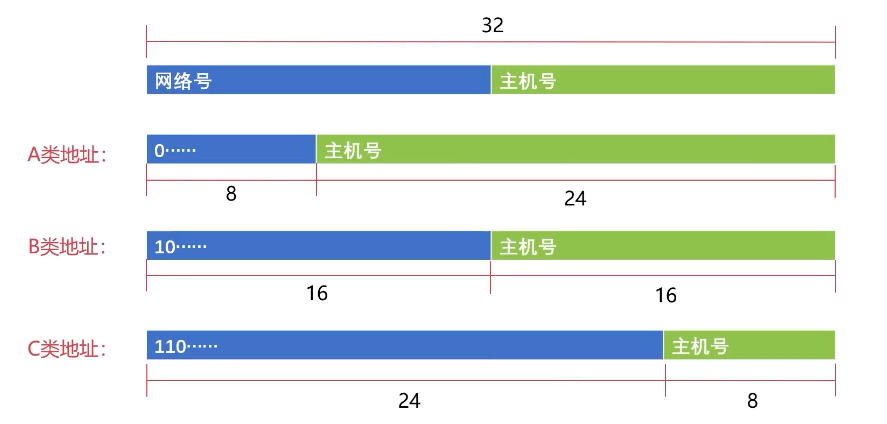 32
网络号 主机号
A类地址： 0…… 主机号
8 24
B类地址： 10…… 主机号
16 16
C类地址： 110…… 主机号
24 8